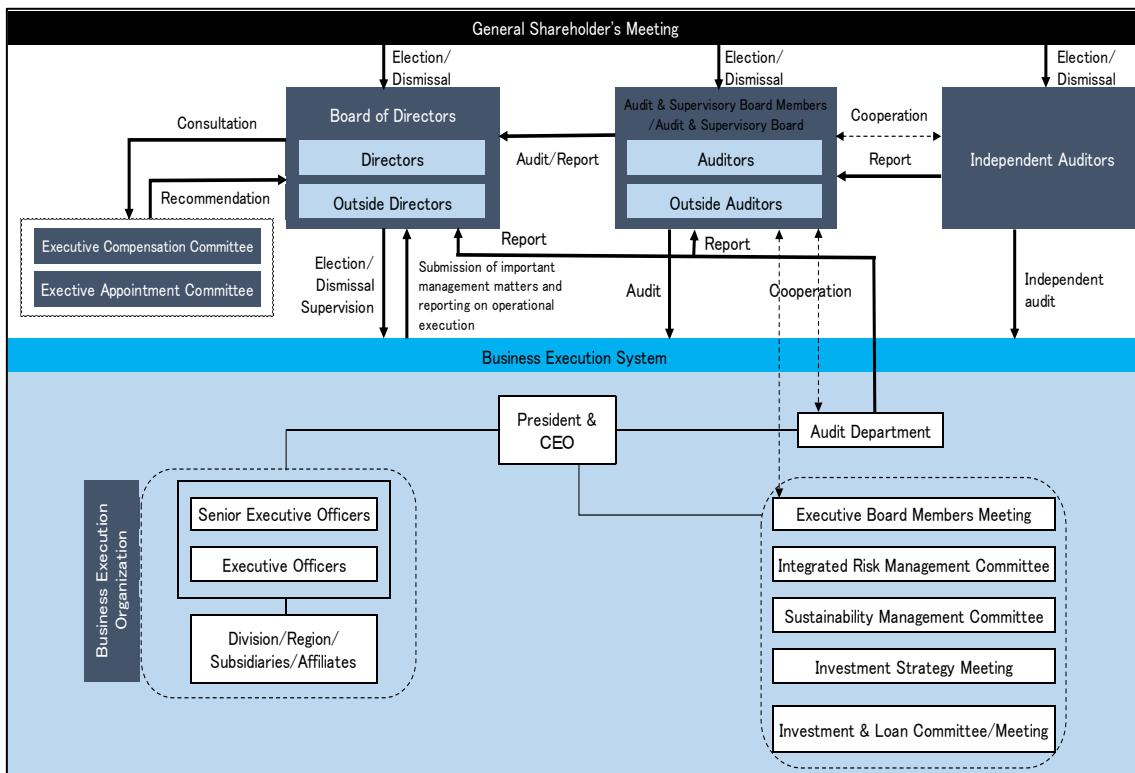 General Shareholder's Meeting
Election/
Dismissal
Election/
Dismissal
Election/
Dismissal
Consultation
Board of Directors
Directors
Outside Directors
Audit/Report
Audit & Supervisory Board Members
/Audit & Supervisory Board
Auditors
Outside Auditors
Cooperation
Report
Independent Auditors
Recommendation
Executive Compensation Committee
Exective Appointment Committee
Election/
Dismissal
Supervision
Report
Submission of important
management matters and
reporting on operational
execution
Audit
Report
Cooperation
Independent
audit
Business Execution System
President &
CEO
Audit Department
Business Execution
Organization
Senior Executive Officers
Executive Officers
Division/Region/
Subsidiaries/Affiliates
Executive Board Members Meeting
Integrated Risk Management Committee
Sustainability Management Committee
Investment Strategy Meeting
Investment & Loan Committee/Meeting